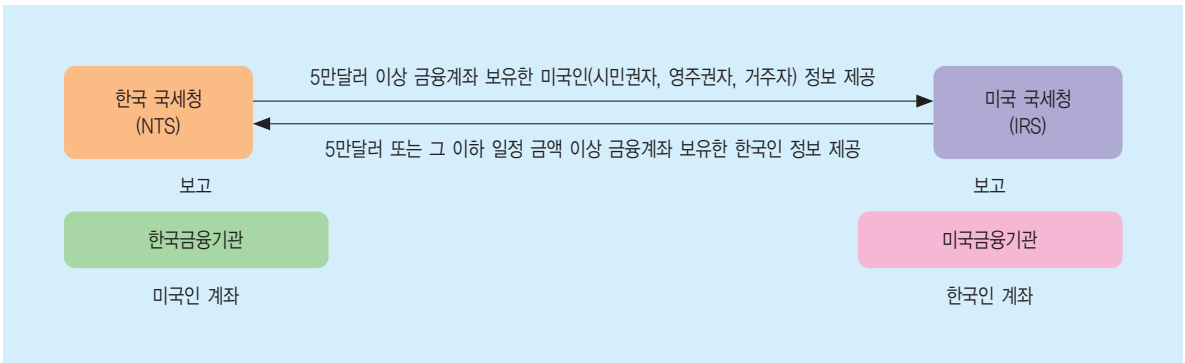 5만달러 이상 금융계좌 보유한 미국인(시민권자, 영주권자, 거주자) 정보 제공
한국 국세청
(NTS)
미국 국세청
(IRS)
5만달러 또는 그 이하 일정 금액 이상 금융계좌 보유한 한국인 정보 제공
보고
보고
한국금융기관
미국금융기관
미국인 계좌
한국인 계좌